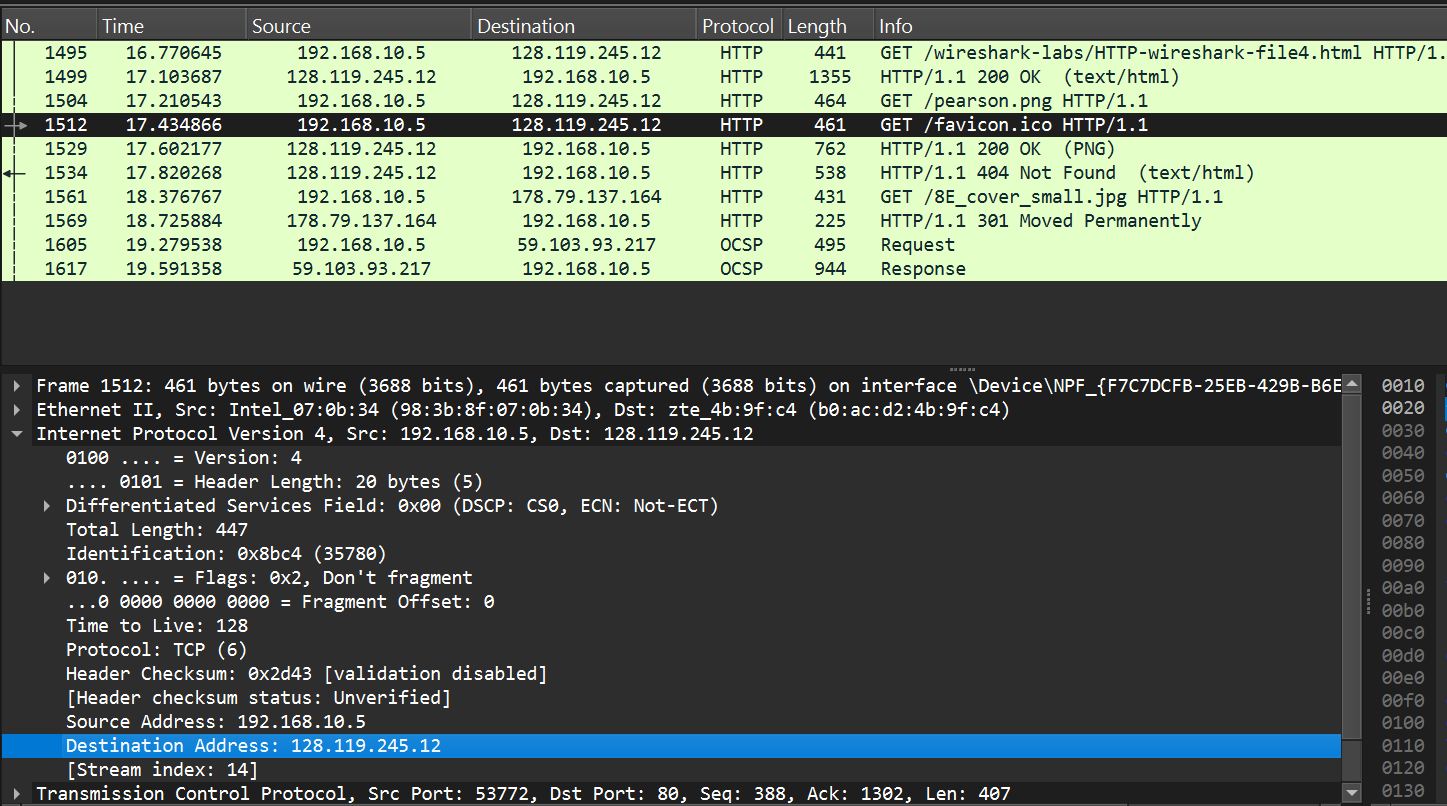 No. Time Source Destination Protocol Length Info
1495 16.770645 192.168.10.5 128.119.245.12 HTTP 441 GET /wireshark-labs/HTTP-wireshark-file4.html HTTP/1.
1499 17.103687 128.119.245.12 192.168.10.5 HTTP 1355 HTTP/1.1 200 OK (text/html)
1504 17.210543 192.168.10.5 128.119.245.12 HTTP 464 GET /pearson.png HTTP/1.1
1512 17.434866 192.168.10.5 128.119.245.12 HTTP 461 GET /favicon.ico HTTP/1.1
1529 17.602177 128.119.245.12 192.168.10.5 HTTP 762 HTTP/1.1 200 OK (PNG)
1534 17.820268 128.119.245.12 192.168.10.5 HTTP 538 HTTP/1.1 404 Not Found (text/html)
1561 18.376767 192.168.10.5 178.79.137.164 HTTP 431 GET /8E_cover_small.jpg HTTP/1.1
1569 18.725884 178.79.137.164 192.168.10.5 HTTP 225 HTTP/1.1 301 Moved Permanently
1605 19.279538 192.168.10.5 59.103.93.217 OCSP 495 Request
1617 19.591358 59.103.93.217 192.168.10.5 OCSP 944 Response
Frame 1512: 461 bytes on wire (3688 bits), 461 bytes captured (3688 bits) on interface \Device\NPF_{F7C7DCFB-25EB-429B-B6E
Ethernet II, Src: Intel_07:0b:34 (98:3b:8f:07:0b:34), Dst: zte_4b:9f:c4 (b0:ac:d2:4b:9f:c4)
Internet Protocol Version 4, Src: 192.168.10.5, Dst: 128.119.245.12
0100 .... = Version: 4
.... 0101 = Header Length: 20 bytes (5)
Differentiated Services Field: 0x00 (DSCP: CS0, ECN: Not-ECT)
Total Length: 447
Identification: 0x8bc4 (35780)
010. .... = Flags: 0x2, Don't fragment
...0 0000 0000 0000 = Fragment Offset: 0
Time to Live: 128
Protocol: TCP (6)
Header Checksum: 0x2d43 [validation disabled]
[Header checksum status: Unverified]
Source Address: 192.168.10.5
Destination Address: 128.119.245.12
[Stream index: 14]
Transmission Control Protocol, Src Port: 53772, Dst Port: 80, Seq: 388, Ack: 1302, Len: 407
0010
0020
0030
0040
0050
0060
0070
0080
0090
00a0
00b0
00c0
00d0
00e0
00f0
0100
0110
0120
0130